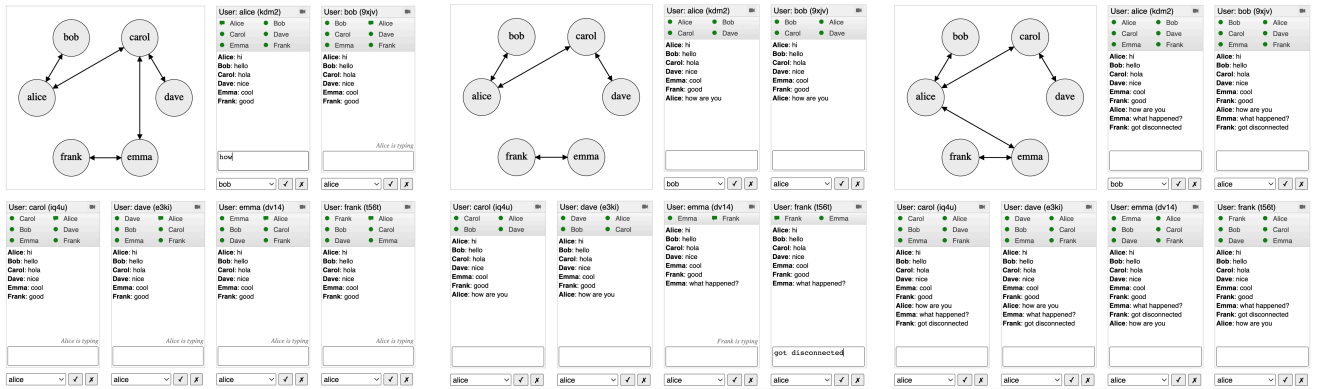 bob
carol
alice
dave
frank
emma
User: alice (kdm2)
Alice Bob
Carol Dave
Emma Frank
Alice: hi
Bob: hello
Carol: hola
Dave: nice
Emma: cool
Frank: good
how
bob ✓ ✗
User: bob (9xjv)
Bob Alice
Carol Dave
Emma Frank
Alice: hi
Bob: hello
Carol: hola
Dave: nice
Emma: cool
Frank: good
Alice is typing
alice ✓ ✗
User: carol (iq4u)
Carol Alice
Bob Dave
Emma Frank
Alice: hi
Bob: hello
Carol: hola
Dave: nice
Emma: cool
Frank: good
Alice is typing
alice ✓ ✗
User: dave (e3ki)
Dave Alice
Bob Carol
Emma Frank
Alice: hi
Bob: hello
Carol: hola
Dave: nice
Emma: cool
Frank: good
Alice is typing
alice ✓ ✗
User: emma (dv14)
Emma Alice
Bob Carol
Dave Frank
Alice: hi
Bob: hello
Carol: hola
Dave: nice
Emma: cool
Frank: good
Alice is typing
alice ✓ ✗
User: frank (t56t)
Frank Alice
Bob Carol
Dave Emma
Alice: hi
Bob: hello
Carol: hola
Dave: nice
Emma: cool
Frank: good
Alice is typing
alice ✓ ✗
bob
carol
alice
dave
frank
emma
User: alice (kdm2)
Alice Bob
Carol Dave
Alice: hi
Bob: hello
Carol: hola
Dave: nice
Emma: cool
Frank: good
Alice: how are you
bob ✓ ✗
User: bob (9xjv)
Bob Alice
Carol Dave
Alice: hi
Bob: hello
Carol: hola
Dave: nice
Emma: cool
Frank: good
Alice: how are you
alice ✓ ✗
User: carol (iq4u)
Carol Alice
Bob Dave
Alice: hi
Bob: hello
Carol: hola
Dave: nice
Emma: cool
Frank: good
Alice: how are you
alice ✓ ✗
User: dave (e3ki)
Dave Alice
Bob Carol
Alice: hi
Bob: hello
Carol: hola
Dave: nice
Emma: cool
Frank: good
Alice: how are you
alice ✓ ✗
User: emma (dv14)
Emma Frank
Alice: hi
Bob: hello
Carol: hola
Dave: nice
Emma: cool
Frank: good
Emma: what happened?
Frank is typing
alice ✓ ✗
User: frank (t56t)
Frank Emma
Alice: hi
Bob: hello
Carol: hola
Dave: nice
Emma: cool
Frank: good
Emma: what happened?
got disconnected
alice ✓ ✗
bob
carol
alice
dave
frank
emma
User: alice (kdm2)
Alice Bob
Carol Dave
Emma Frank
Alice: hi
Bob: hello
Carol: hola
Dave: nice
Emma: cool
Frank: good
Alice: how are you
Emma: what happened?
Frank: got disconnected
bob ✓ ✗
User: bob (9xjv)
Bob Alice
Carol Dave
Emma Frank
Alice: hi
Bob: hello
Carol: hola
Dave: nice
Emma: cool
Frank: good
Alice: how are you
Emma: what happened?
Frank: got disconnected
alice ✓ ✗
User: carol (iq4u)
Carol Alice
Bob Dave
Emma Frank
Alice: hi
Bob: hello
Carol: hola
Dave: nice
Emma: cool
Frank: good
Alice: how are you
Emma: what happened?
Frank: got disconnected
alice ✓ ✗
User: dave (e3ki)
Dave Alice
Bob Carol
Emma Frank
Alice: hi
Bob: hello
Carol: hola
Dave: nice
Emma: cool
Frank: good
Alice: how are you
Emma: what happened?
Frank: got disconnected
alice ✓ ✗
User: emma (dv14)
Emma Alice
Bob Carol
Dave Frank
Alice: hi
Bob: hello
Carol: hola
Dave: nice
Emma: cool
Frank: good
Emma: what happened?
Frank: got disconnected
Alice: how are you
alice ✓ ✗
User: frank (t56t)
Frank Alice
Bob Carol
Dave Emma
Alice: hi
Bob: hello
Carol: hola
Dave: nice
Emma: cool
Frank: good
Emma: what happened?
Frank: got disconnected
Alice: how are you
alice ✓ ✗